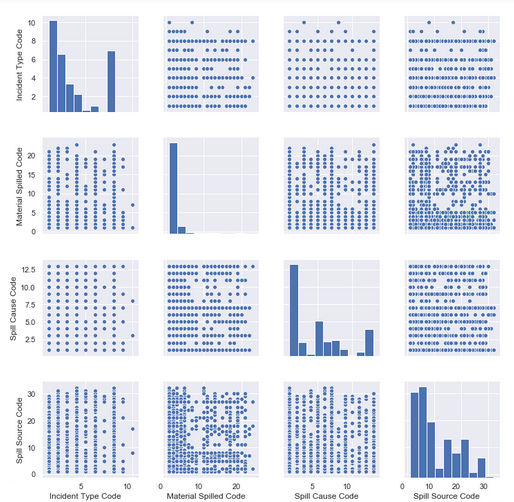 Incident Type Code
10
8
6
4
2
Material Spilled Code
20
15
10
5
0
Spill Cause Code
12.5
10.0
7.5
5.0
2.5
Spill Source Code
30
20
10
0
5 10
0 10 20
5 10
0 10 20 30
Incident Type Code
Material Spilled Code
Spill Cause Code
Spill Source Code